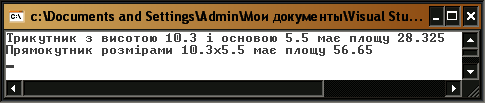 c:\Documents and Settings\Admin\Мои документы\Visual Stu...
Трикутник з висотою 10.3 і основою 5.5 має площу 28.325
Прямокутник розмірами 10.3x5.5 має площу 56.65